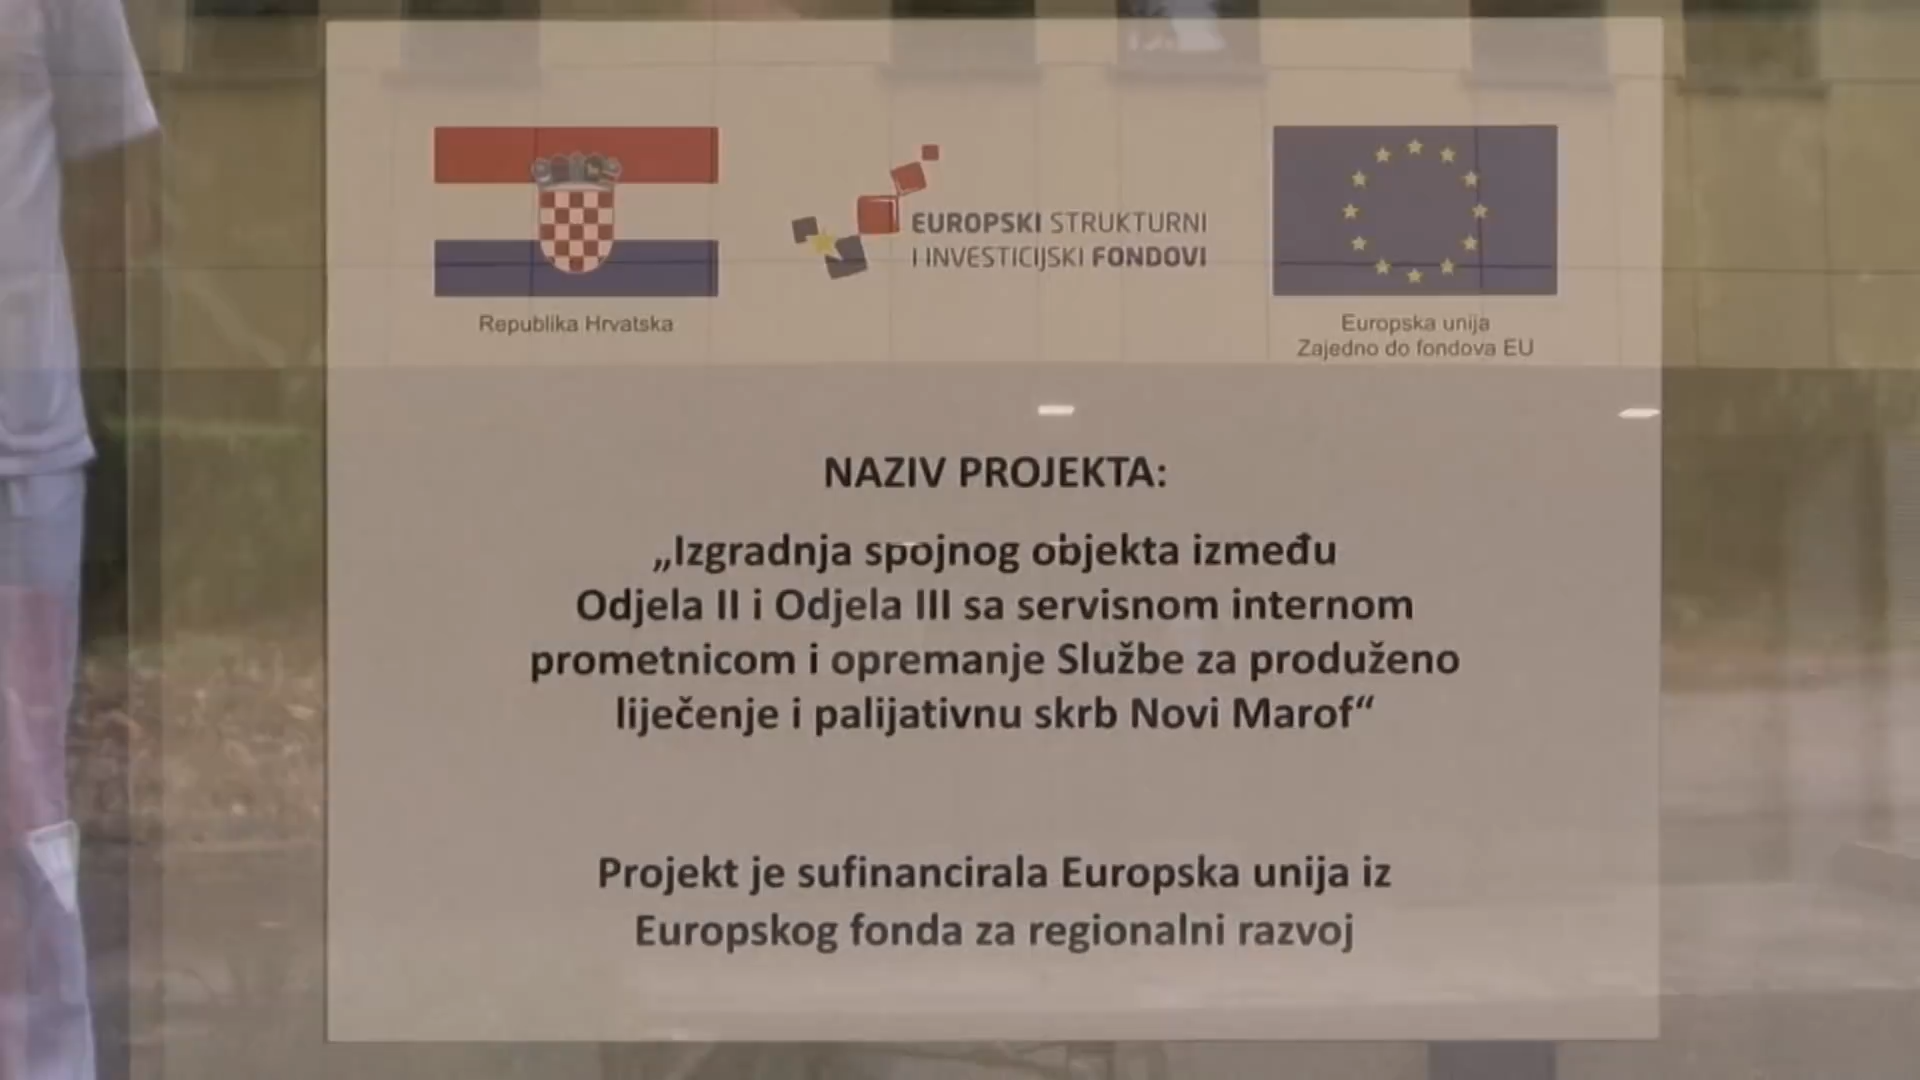 Republika Hrvatska
EUROPSKI STRUKTURNI
I INVESTICIJSKI FONDOVI
Europska unija
Zajedno do fondova EU
NAZIV PROJEKTA:
„Izgradnja spojnog objekta između
Odjela II i Odjela III sa servisnom internom
prometnicom i opremanje Službe za produženo
liječenje i palijativnu skrb Novi Marof“
Projekt je sufinancirala Europska unija iz
Europskog fonda za regionalni razvoj